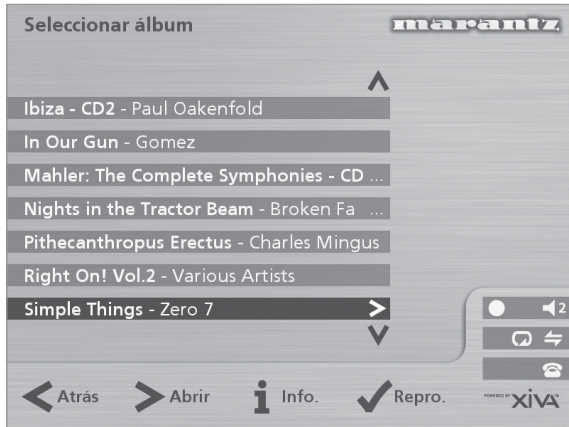 Seleccionar álbum
marantz
Ibiza - CD2 - Paul Oakenfold
In Our Gun - Gomez
Mahler: The Complete Symphonies - CD ...
Nights in the Tractor Beam - Broken Fa ...
Pithecanthropus Erectus - Charles Mingus
Right On! Vol.2 - Various Artists
Simple Things - Zero 7
2
Atrás
Abrir
Info.
Repro.
POWERED BY XiVA™